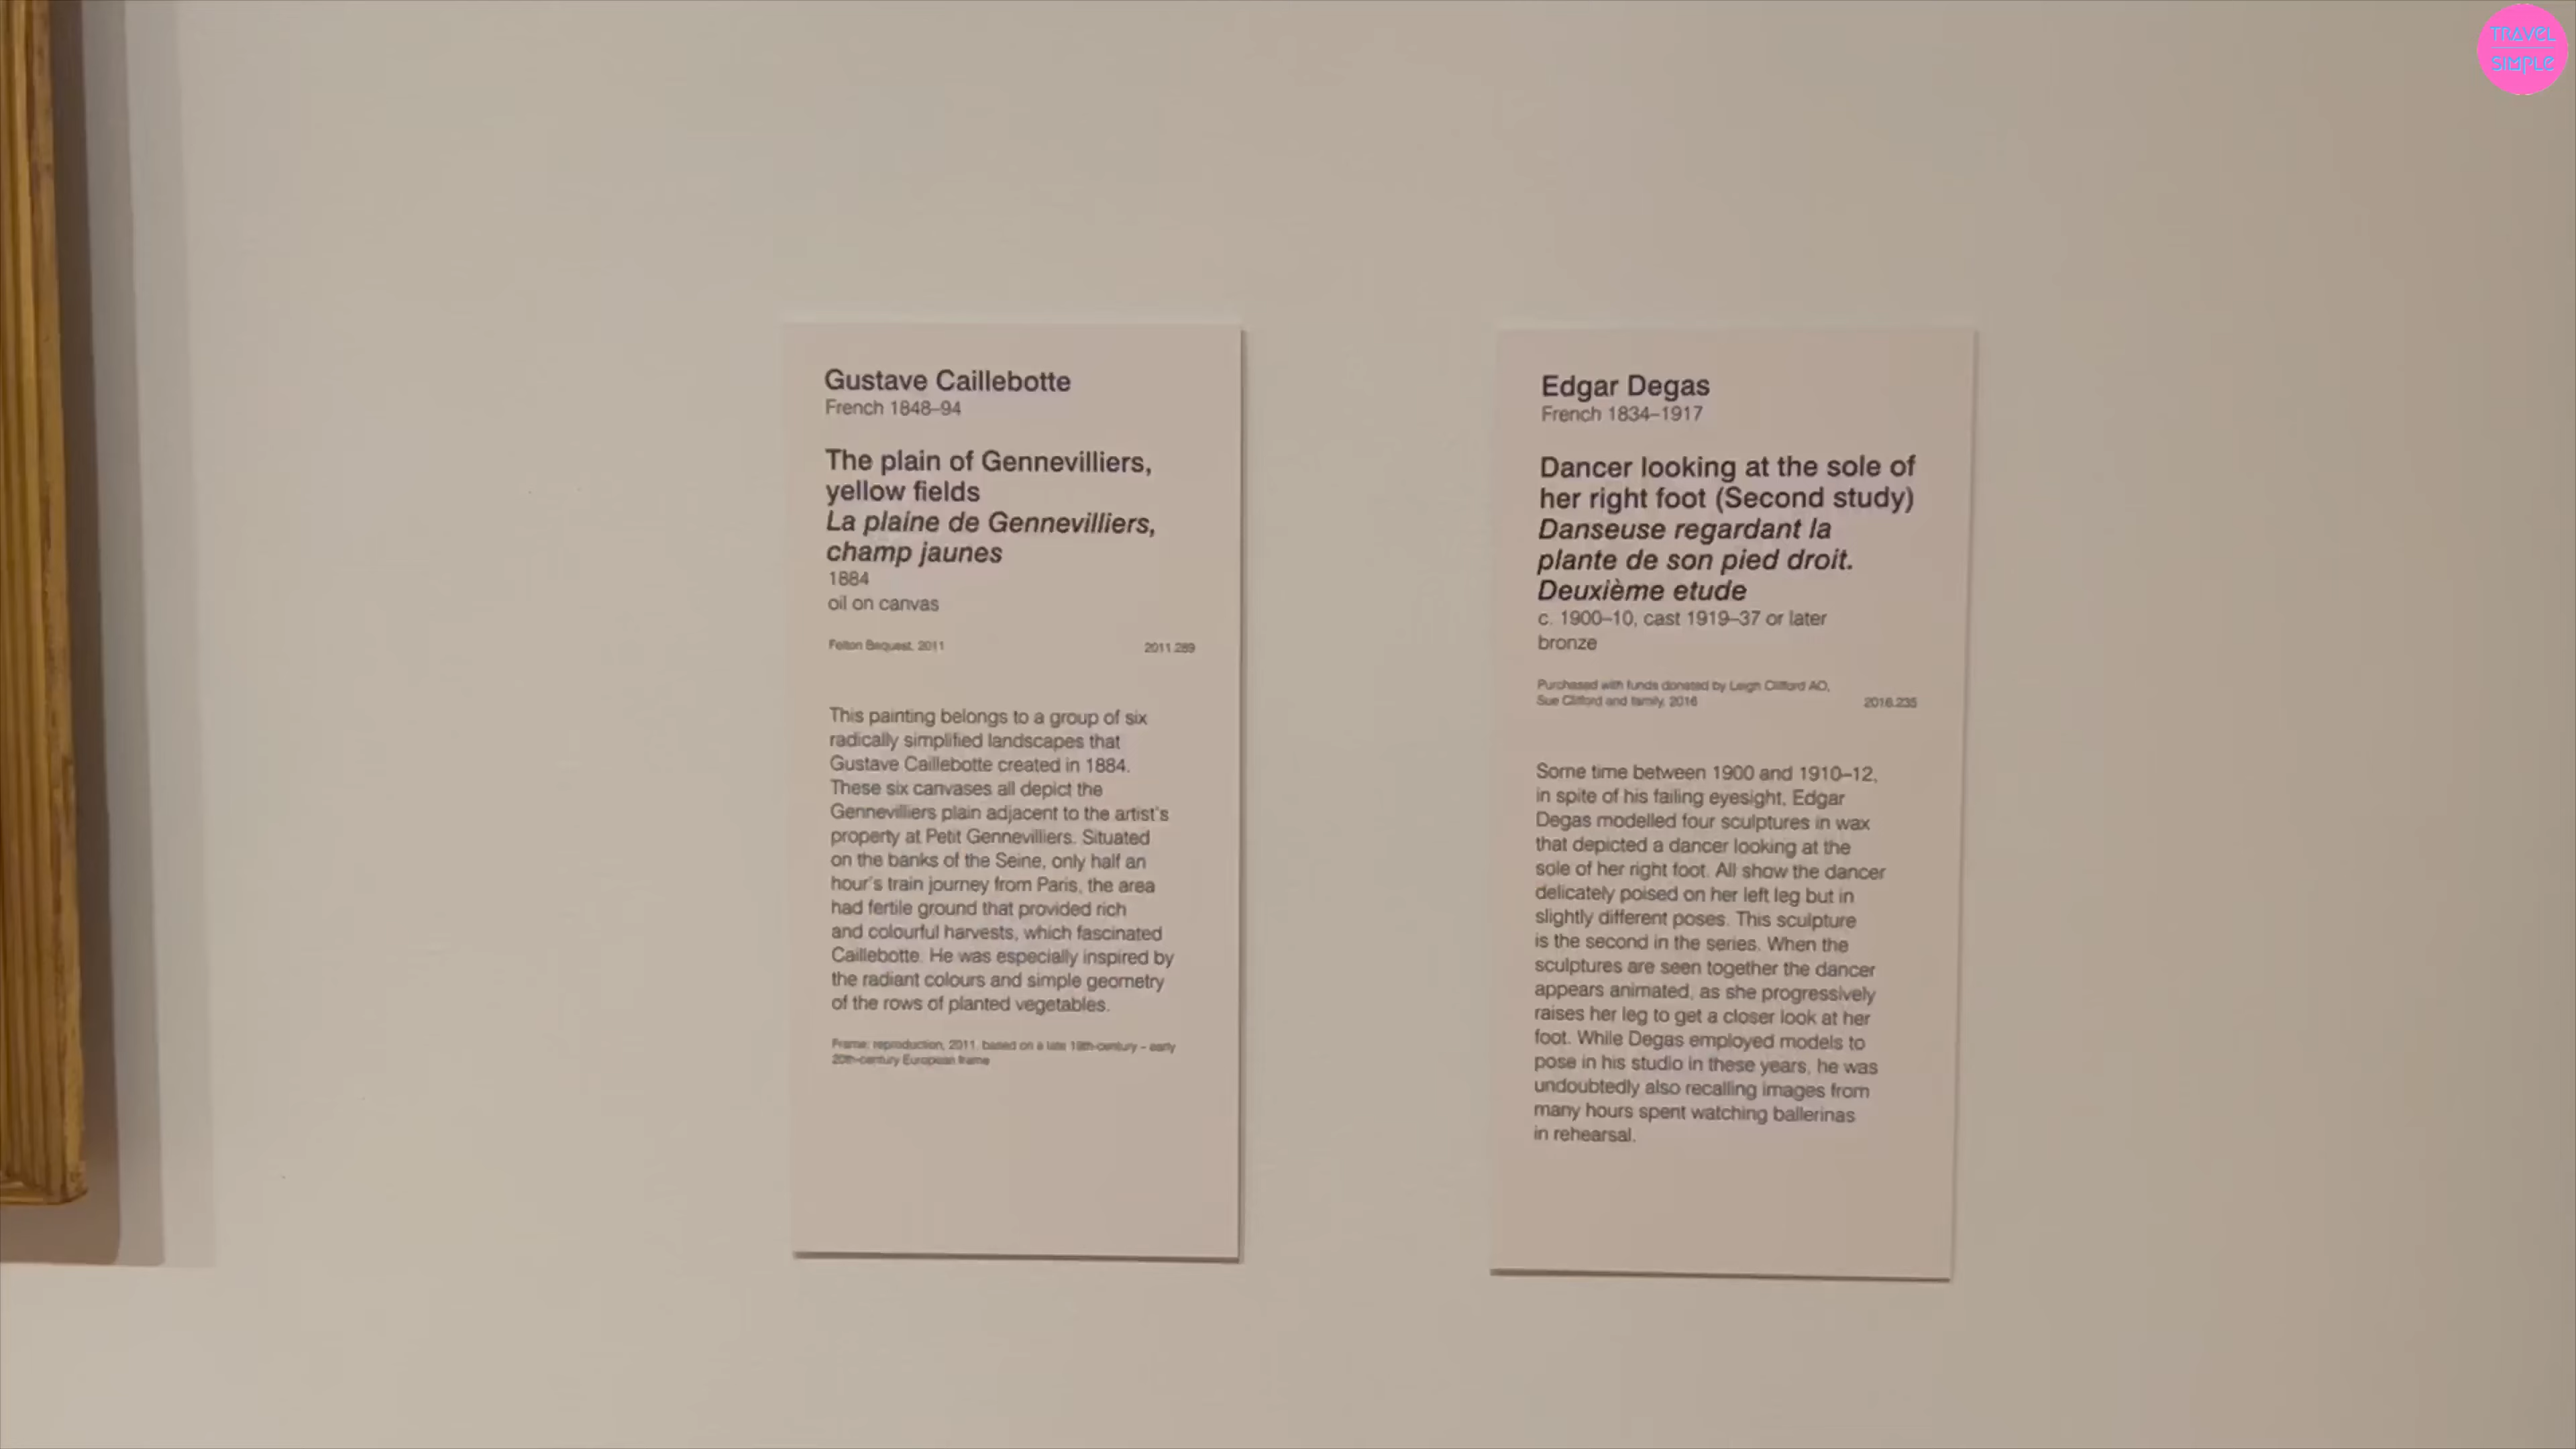 TRAVEL
SIMPLE
Gustave Caillebotte
French 1848–94
The plain of Gennevilliers,
yellow fields
La plaine de Gennevilliers,
champ jaunes
1884
oil on canvas
Felton Bequest, 2011
2011.289
This painting belongs to a group of six
radically simplified landscapes that
Gustave Caillebotte created in 1884.
These six canvases all depict the
Gennevilliers plain adjacent to the artist's
property at Petit Gennevilliers. Situated
on the banks of the Seine, only half an
hour's train journey from Paris, the area
had fertile ground that provided rich
and colourful harvests, which fascinated
Caillebotte. He was especially inspired by
the radiant colours and simple geometry
of the rows of planted vegetables.
Frame: reproduction, 2011, based on a late 19th-century – early
20th-century European frame
Edgar Degas
French 1834–1917
Dancer looking at the sole of
her right foot (Second study)
Danseuse regardant la
plante de son pied droit.
Deuxième etude
c. 1900–10, cast 1919–37 or later
bronze
Purchased with funds donated by Leigh Clifford AO,
Sue Clifford and family, 2016
2016.235
Some time between 1900 and 1910–12,
in spite of his failing eyesight, Edgar
Degas modelled four sculptures in wax
that depicted a dancer looking at the
sole of her right foot. All show the dancer
delicately poised on her left leg but in
slightly different poses. This sculpture
is the second in the series. When the
sculptures are seen together the dancer
appears animated, as she progressively
raises her leg to get a closer look at her
foot. While Degas employed models to
pose in his studio in these years, he was
undoubtedly also recalling images from
many hours spent watching ballerinas
in rehearsal.